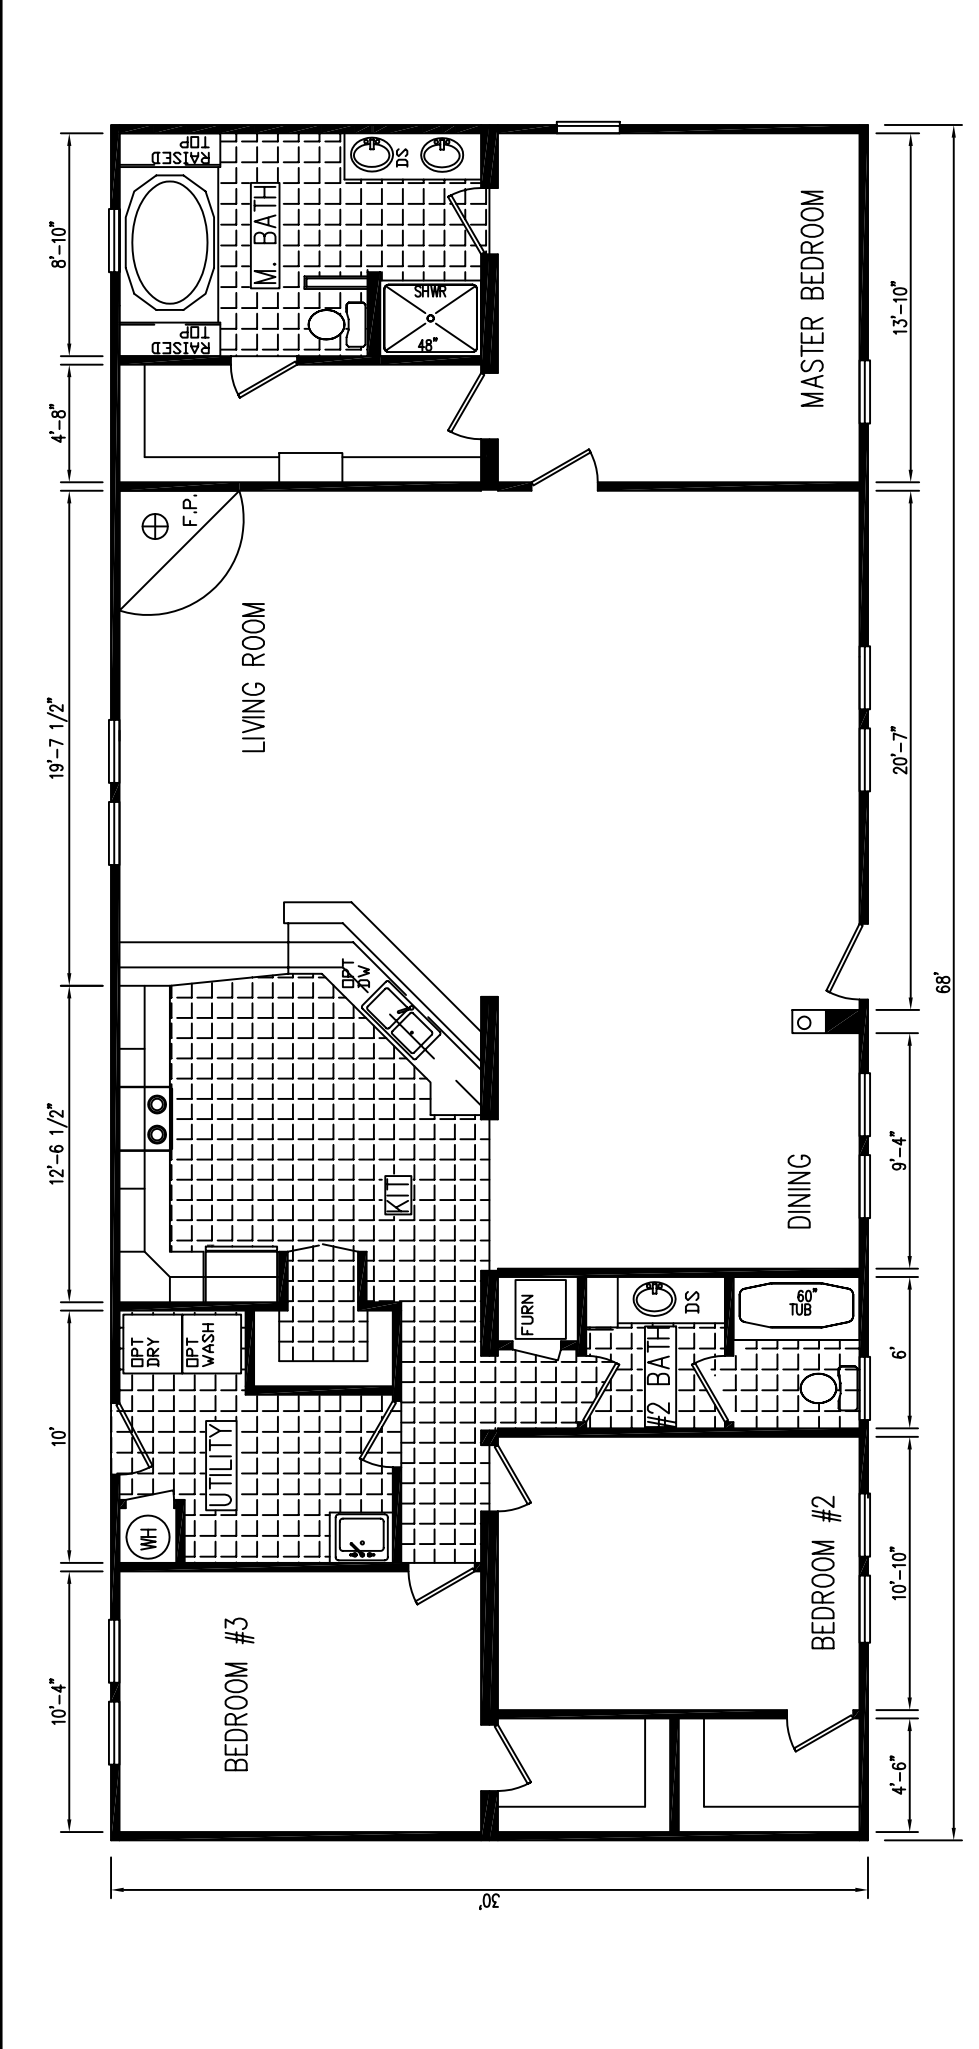 RAISED
TOP
8'-10"
M. BATH
DS
SHWR
48"
RAISED
TOP
MASTER BEDROOM
13'-10"
4'-8"
F.P.
LIVING ROOM
19'-7 1/2"
20'-7"
68'
OPT
DW
12'-6 1/2"
KIT
DINING
9'-4"
OPT
DRY
OPT
WASH
FURN
DS
60"
TUB
#2 BATH
6'
10'
UTILITY
WH
BEDROOM #2
10'-10"
BEDROOM #3
10'-4"
4'-6"
30'